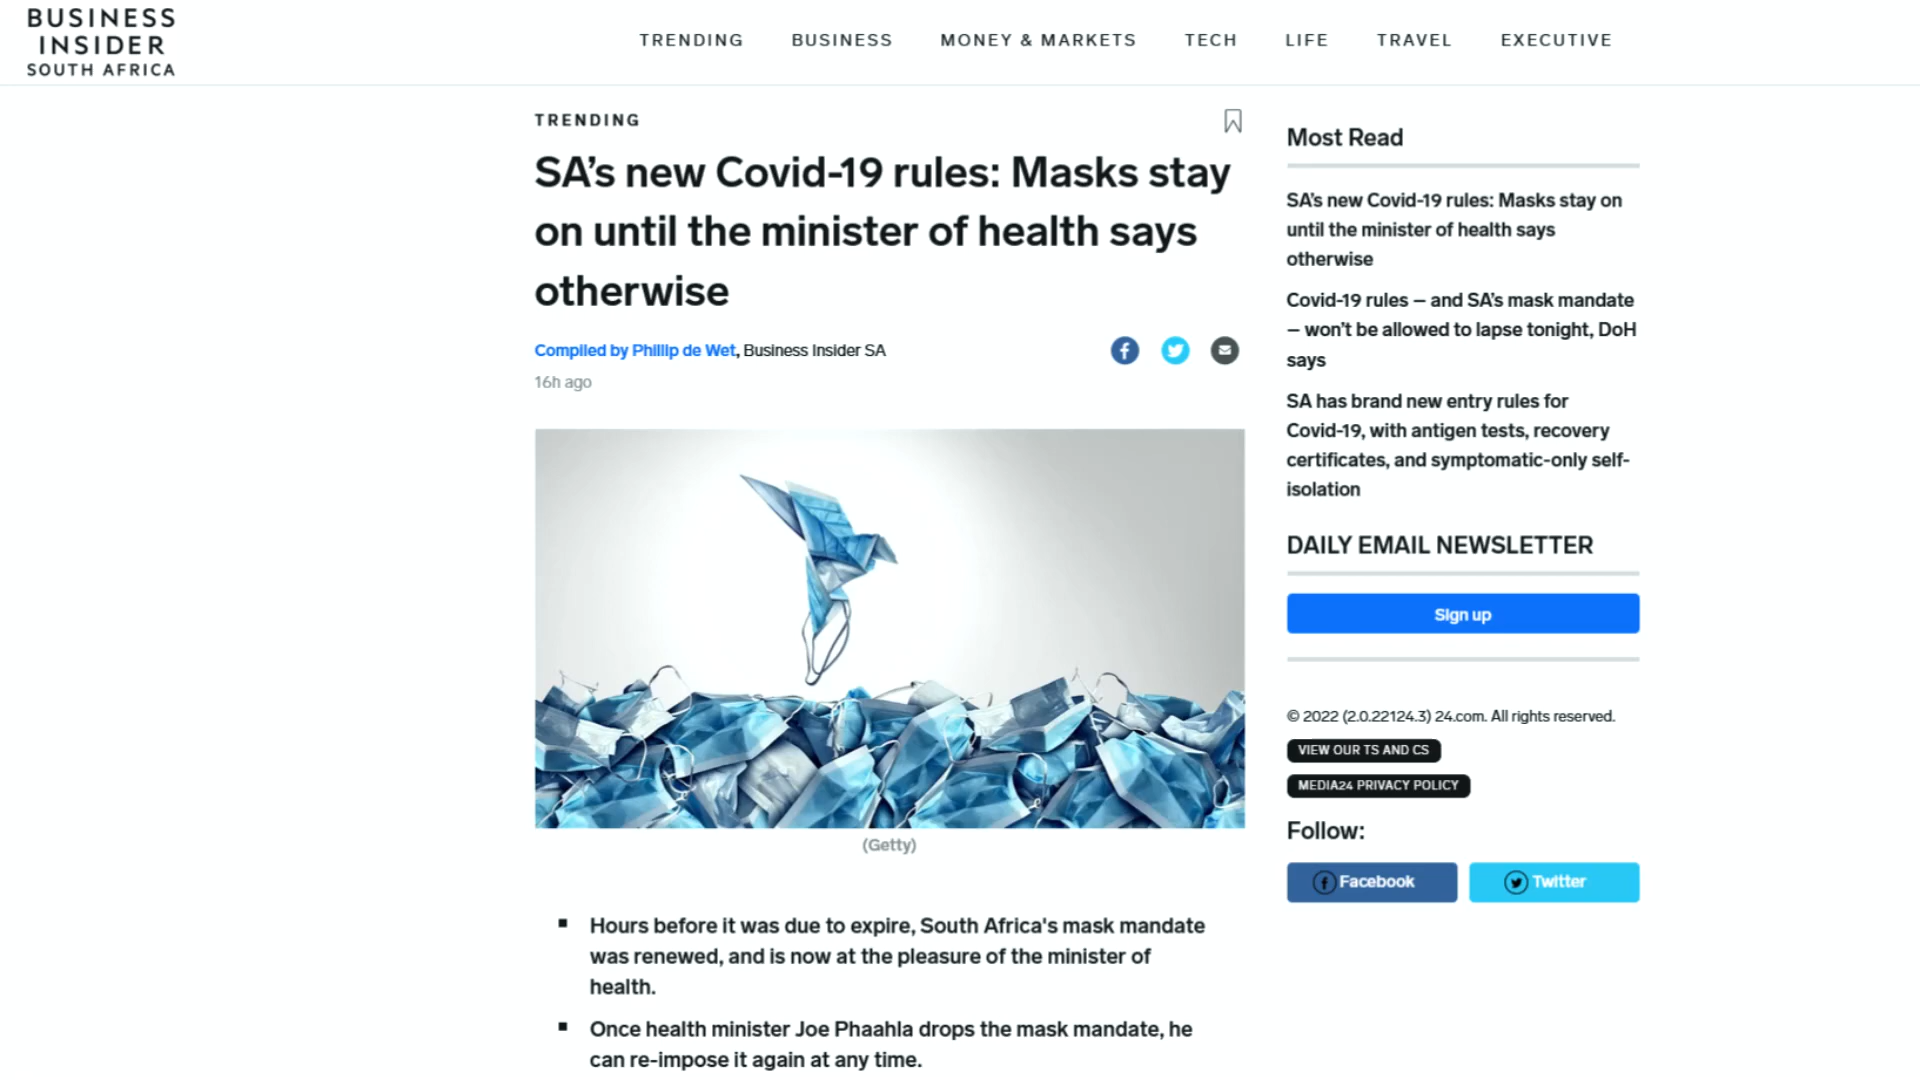 BUSINESS
INSIDER
SOUTH AFRICA
TRENDING BUSINESS MONEY & MARKETS TECH LIFE TRAVEL EXECUTIVE
TRENDING
SA's new Covid-19 rules: Masks stay
on until the minister of health says
otherwise
Compiled by Phillip de Wet, Business Insider SA
16h ago
(Getty)
Hours before it was due to expire, South Africa's mask mandate
was renewed, and is now at the pleasure of the minister of
health.
Once health minister Joe Phaahla drops the mask mandate, he
can re-impose it again at any time.
Most Read
SA's new Covid-19 rules: Masks stay on
until the minister of health says
otherwise
Covid-19 rules – and SA's mask mandate
– won't be allowed to lapse tonight, DoH
says
SA has brand new entry rules for
Covid-19, with antigen tests, recovery
certificates, and symptomatic-only self-
isolation
DAILY EMAIL NEWSLETTER
Sign up
© 2022 (2.0.22124.3) 24.com. All rights reserved.
VIEW OUR TS AND CS
MEDIA24 PRIVACY POLICY
Follow:
Facebook Twitter